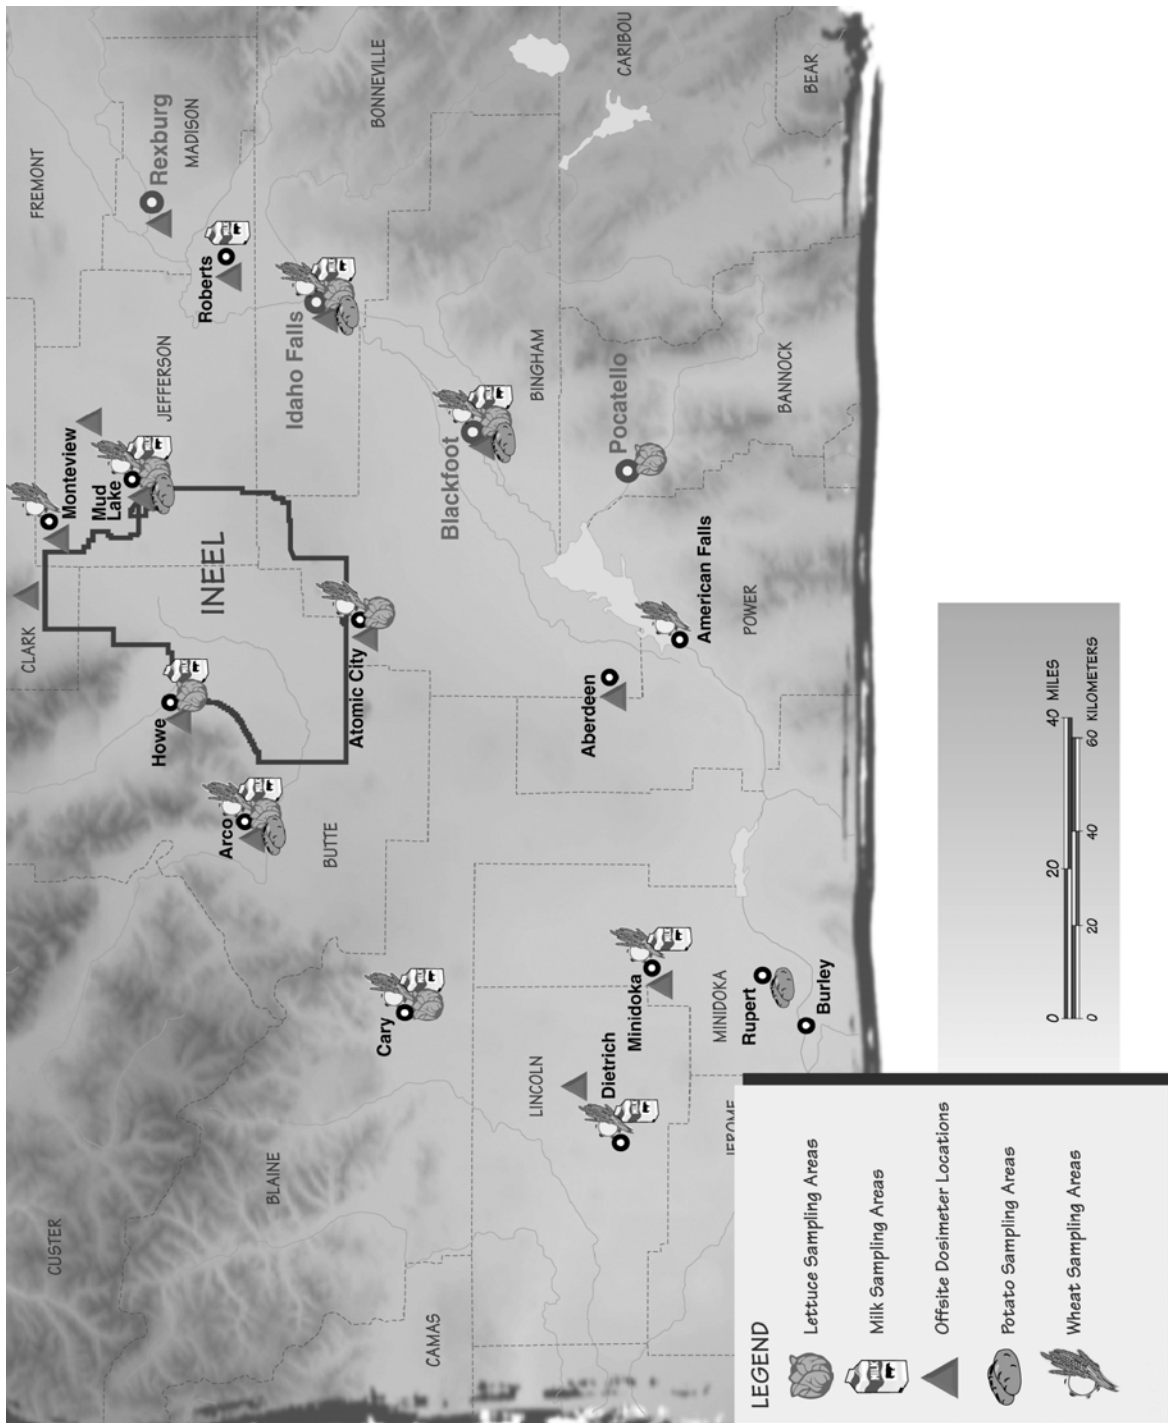 CUSTER
CLARK
FREMONT
Monteview
Mud
Lake
JEFFERSON
Rexburg
MADISON
Howe
INEEL
Roberts
Arco
Atomic City
Idaho Falls
BONNEVILLE
BLAINE
BUTTE
Cary
CAMAS
Blackfoot
BINGHAM
LINCOLN
Dietrich
Minidoka
Aberdeen
Pocatello
CARIBOU
American Falls
MINIDOKA
Rupert
Burley
POWER
BANNOCK
BEAR
JEROME
LEGEND
Lettuce Sampling Areas
Milk Sampling Areas
Offsite Dosimeter Locations
Potato Sampling Areas
Wheat Sampling Areas
0 20 40 MILES
0 20 40 60 KILOMETERS